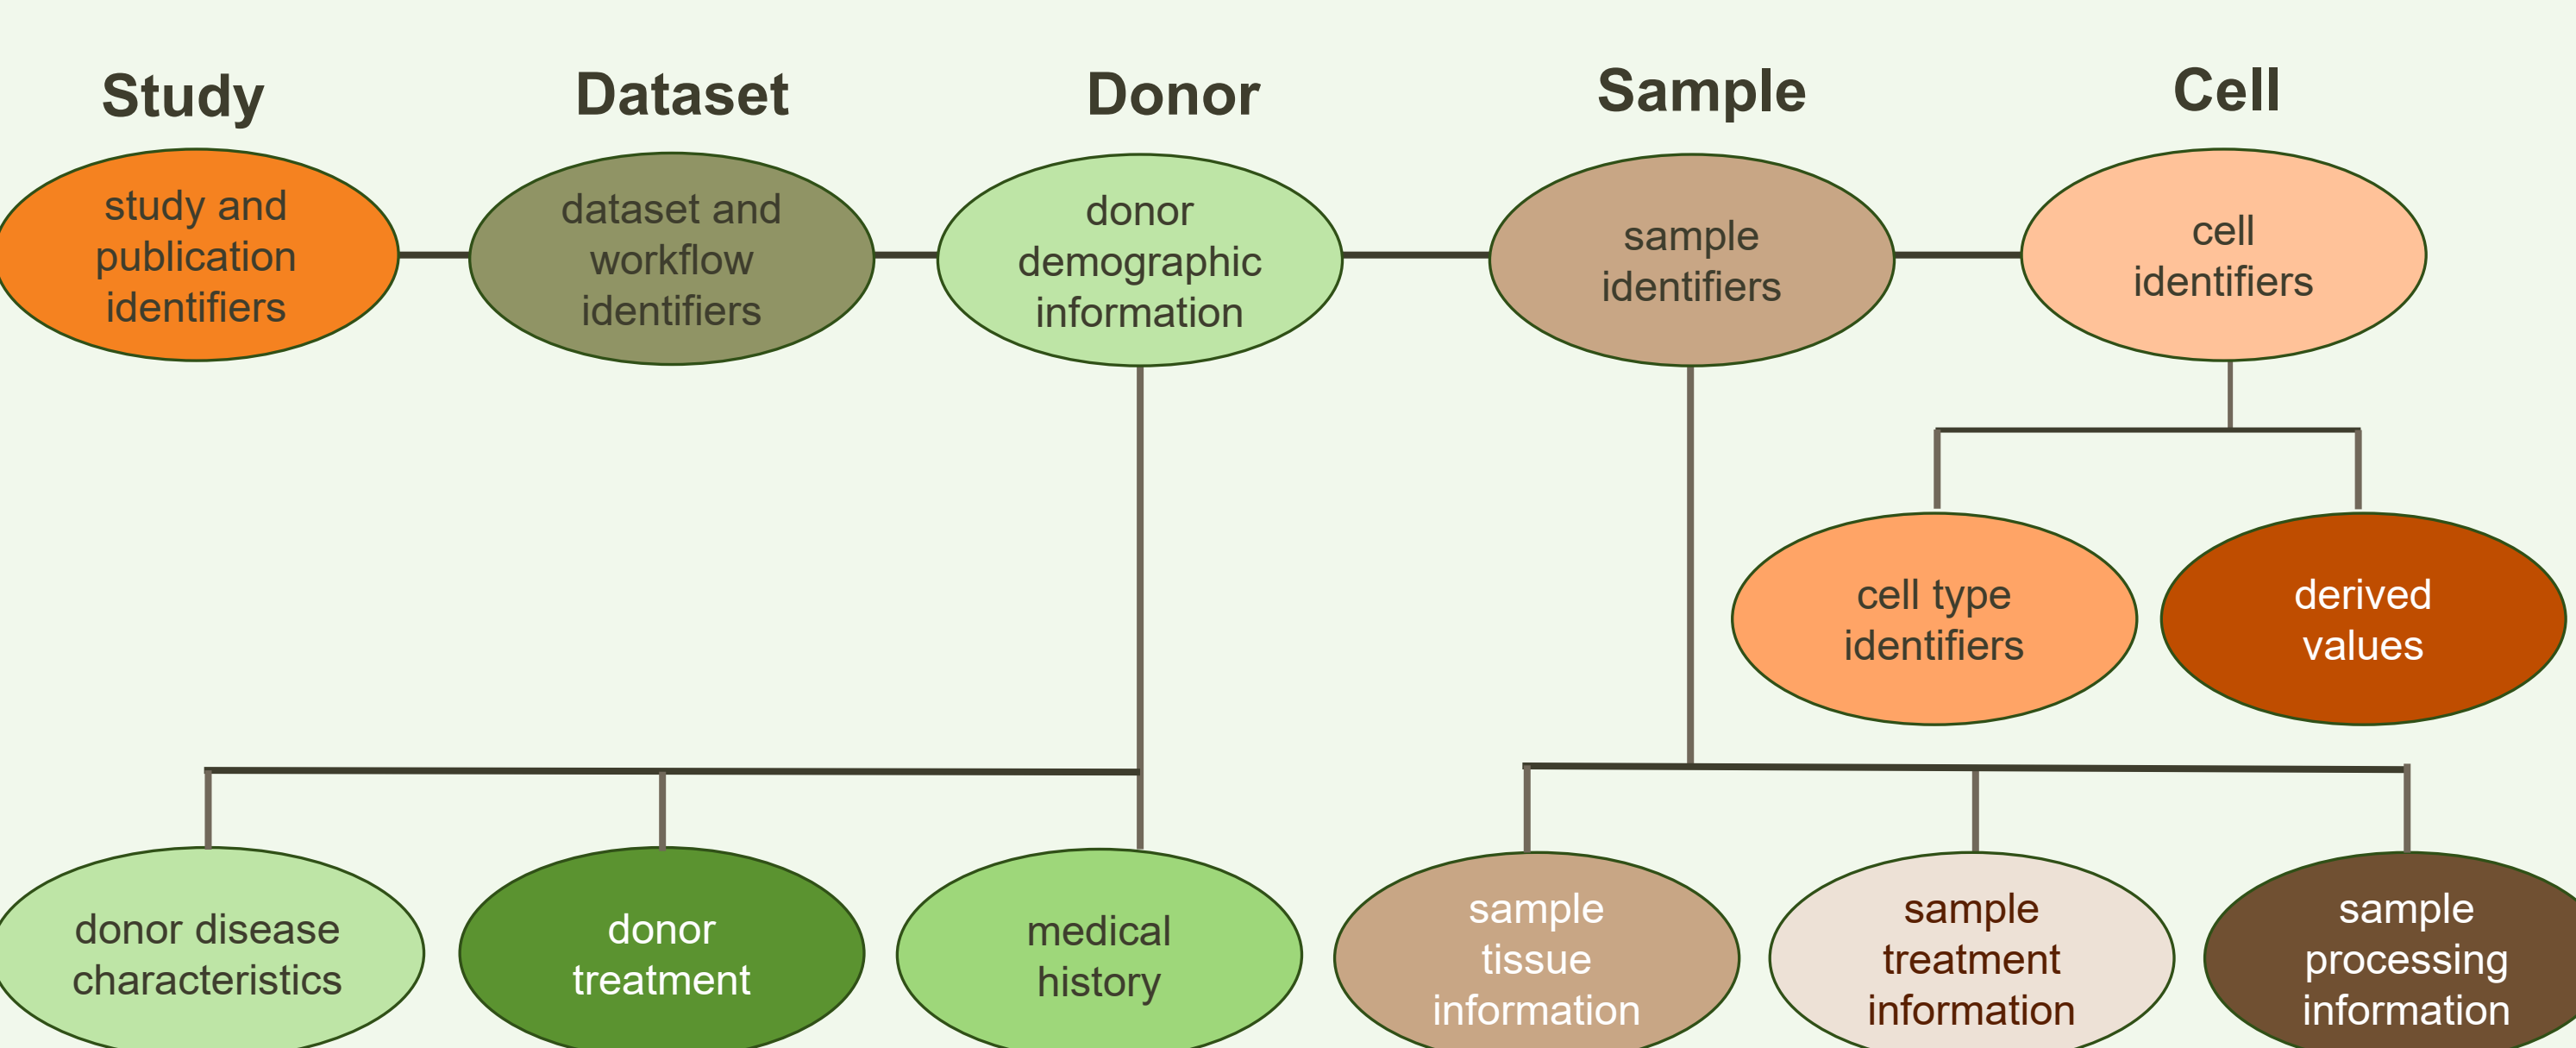 Study
Dataset
Donor
Sample
Cell
study and
publication
identifiers
dataset and
workflow
identifiers
donor
demographic
information
sample
identifiers
cell
identifiers
cell type
identifiers
derived
values
donor disease
characteristics
donor
treatment
medical
history
sample
tissue
information
sample
treatment
information
sample
processing
information